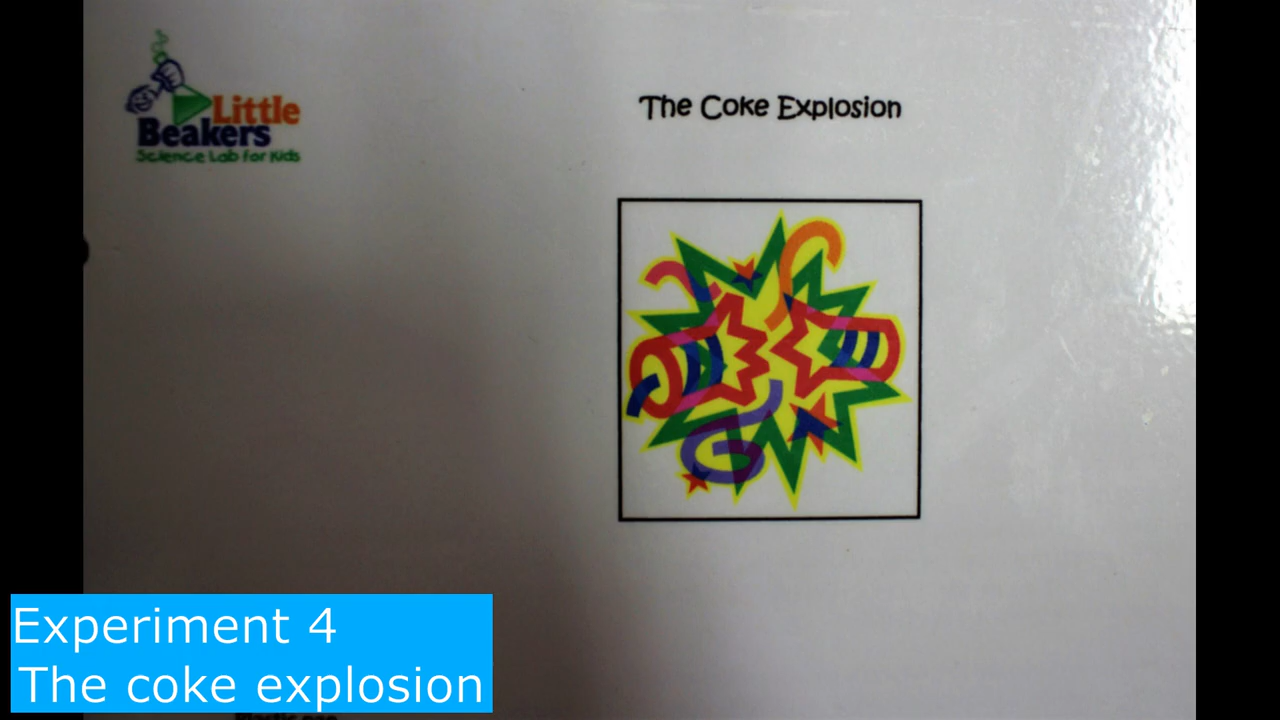 Little
Beakers
Science Lab for Kids
The Coke Explosion
Experiment 4
The coke explosion